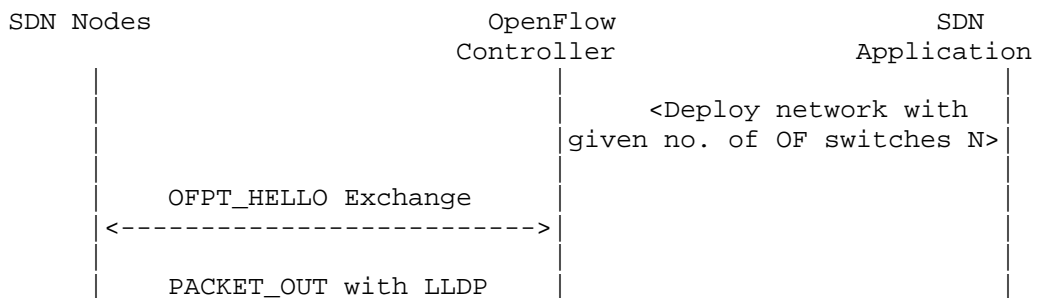 SDN Nodes OpenFlow SDN
Controller Application
<Deploy network with
given no. of OF switches N>
OFPT_HELLO Exchange
<-------------------------->
PACKET_OUT with LLDP